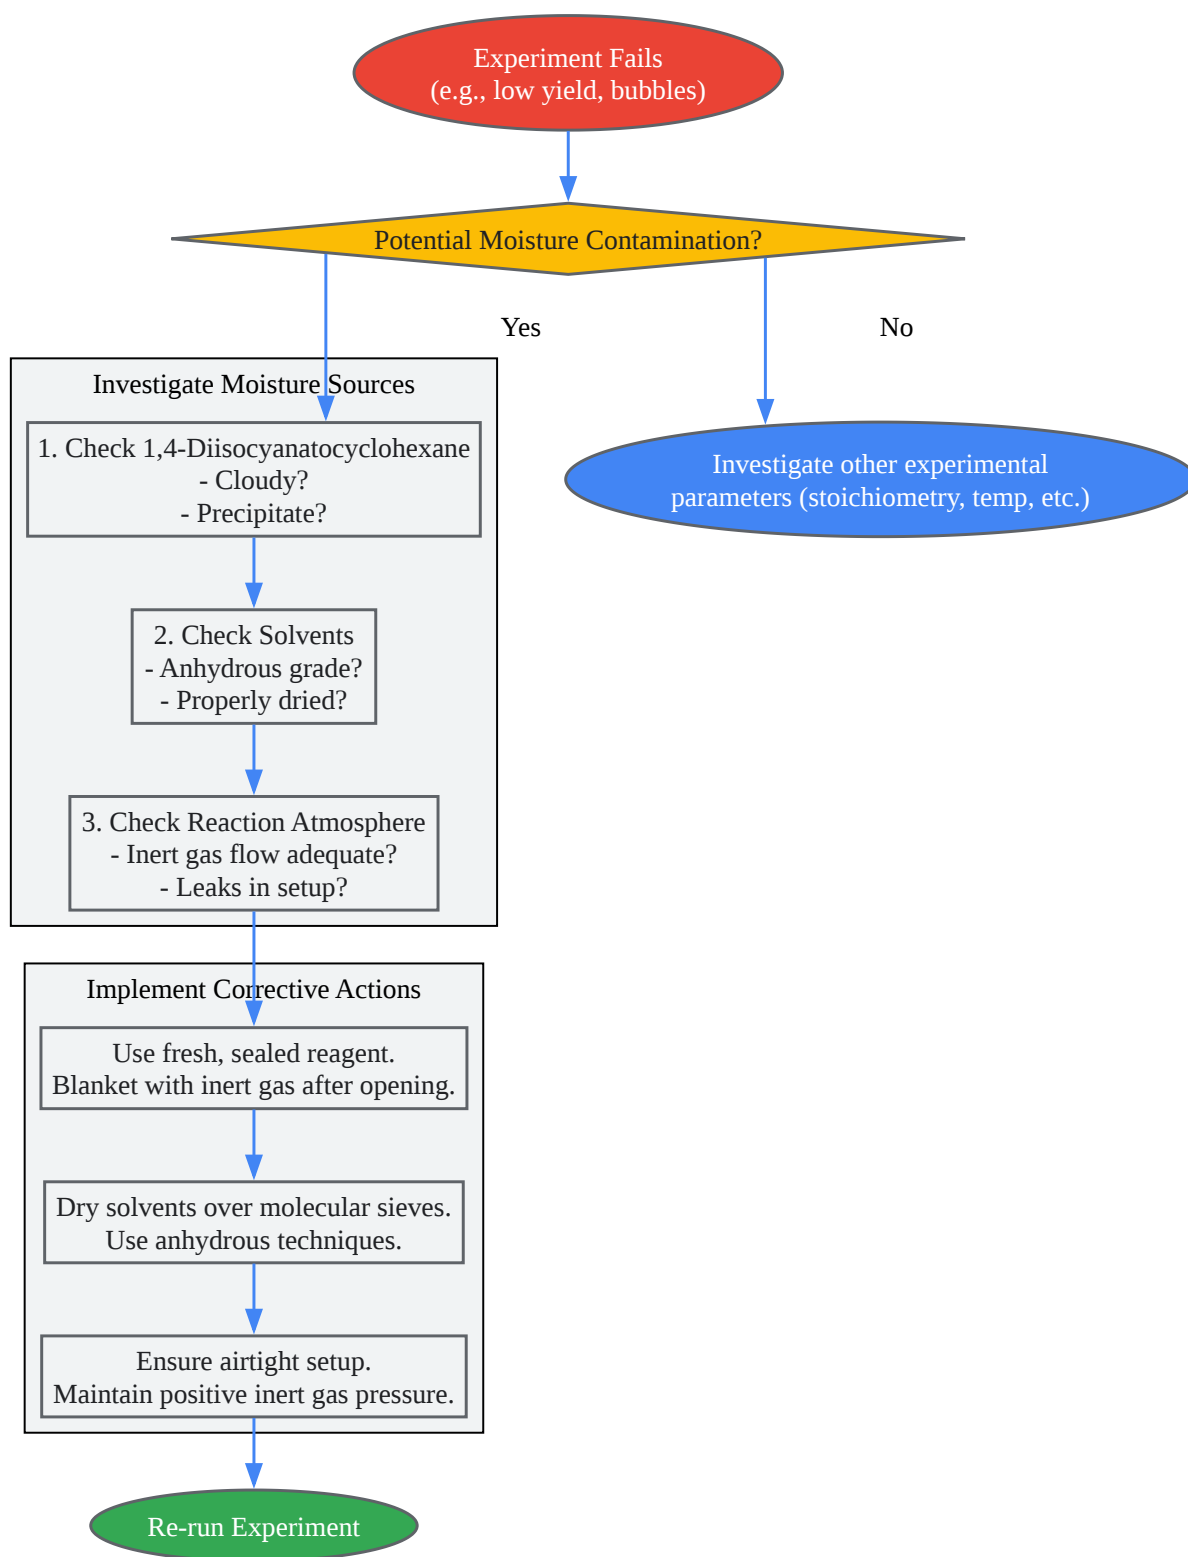 Experiment Fails
(e.g., low yield, bubbles)
Potential Moisture Contamination?
Yes
No
Investigate Moisture Sources
1. Check 1,4-Diisocyanatocyclohexane
- Cloudy?
- Precipitate?
Investigate other experimental
parameters (stoichiometry, temp, etc.)
2. Check Solvents
- Anhydrous grade?
- Properly dried?
3. Check Reaction Atmosphere
- Inert gas flow adequate?
- Leaks in setup?
Implement Corrective Actions
Use fresh, sealed reagent.
Blanket with inert gas after opening.
Dry solvents over molecular sieves.
Use anhydrous techniques.
Ensure airtight setup.
Maintain positive inert gas pressure.
Re-run Experiment